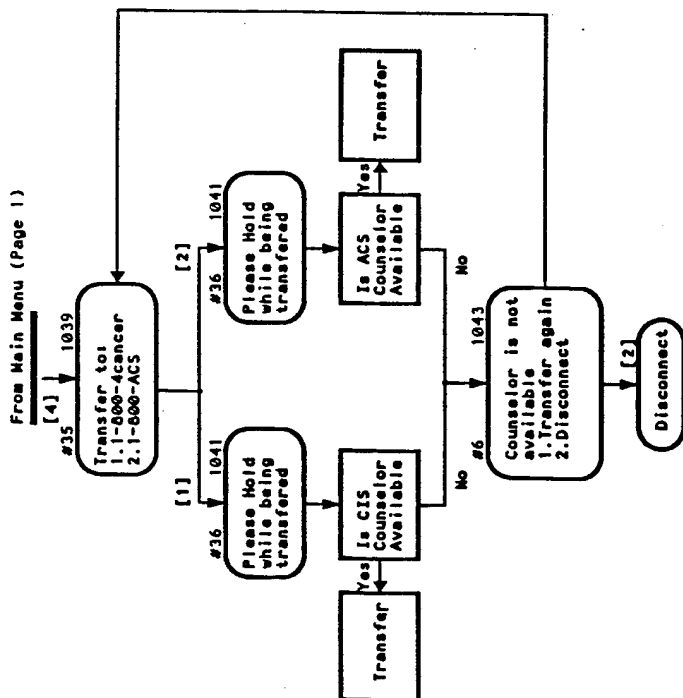 From Main Menu (Page 1)
[4]
#35 1039
Transfer to:
1.1-800-4cancer
2.1-800-ACS
[1]
[2]
#36 1041
Please Hold
while being
transfered
#36 1041
Please Hold
while being
transfered
Is CIS
Counselor
Available
Yes
Transfer
No
Is ACS
Counselor
Available
Yes
Transfer
No
#6 1043
Counselor is not
available
1.Transfer again
2.Disconnect
[2]
Disconnect